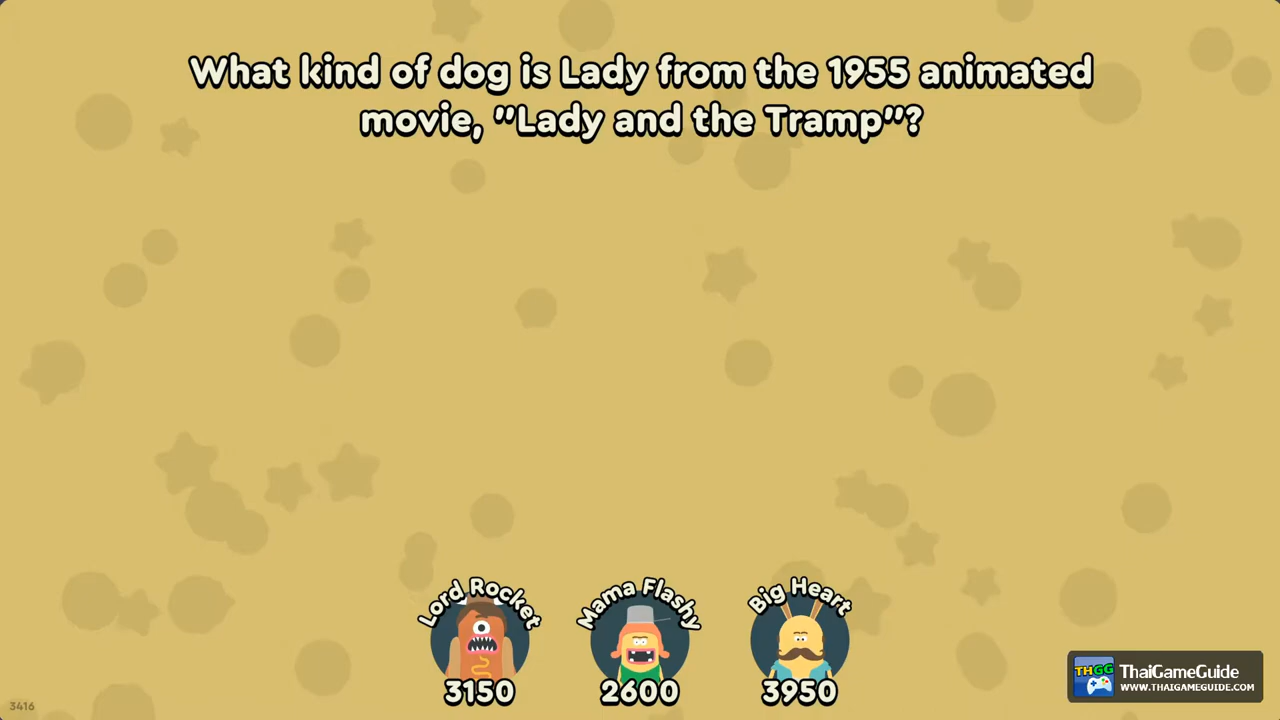 What kind of dog is Lady from the 1955 animated
movie, "Lady and the Tramp"?
Lord Rocket
Mama Flashy
Big Heart
3150
2600
3950
THGG
ThaiGameGuide
WWW.THAIGAMEGUIDE.COM
3416